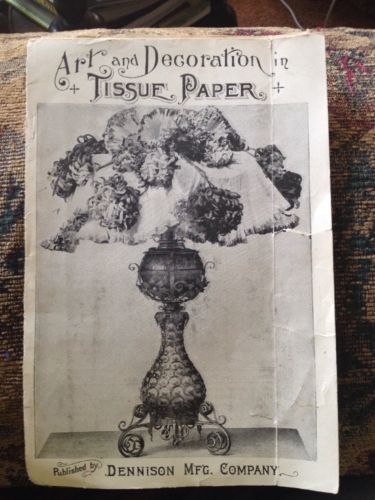 Art and Decoration in
TISSUE PAPER
Published by DENNISON MFG. COMPANY.